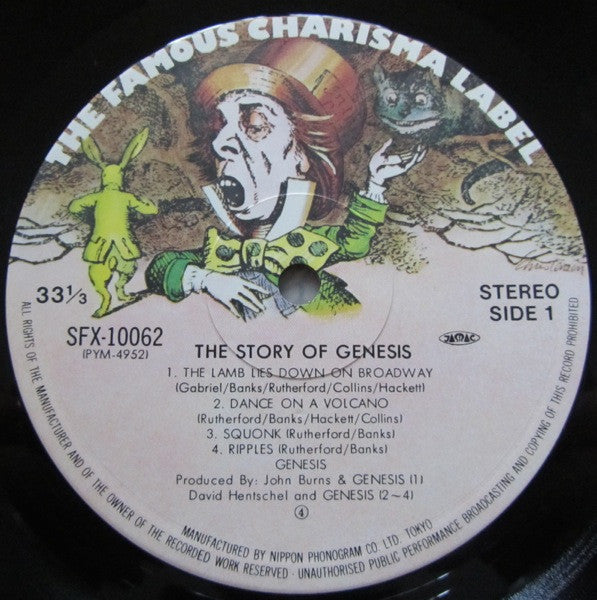 THE FAMOUS CHARISMA LABEL
33 1/3
STEREO
SIDE 1
SFX-10062
(PYM-4952)
JASRAC
THE STORY OF GENESIS
1. THE LAMB LIES DOWN ON BROADWAY
(Gabriel/Banks/Rutherford/Collins/Hackett)
2. DANCE ON A VOLCANO
(Rutherford/Banks/Hackett/Collins)
3. SQUONK (Rutherford/Banks)
4. RIPPLES (Rutherford/Banks)
GENESIS
Produced By: John Burns & GENESIS (1)
David Hentschel and GENESIS (2~4)
④
MANUFACTURED BY NIPPON PHONOGRAM CO. LTD. TOKYO
ALL RIGHTS OF THE MANUFACTURER AND OF THE OWNER OF THE RECORDED WORK RESERVED - UNAUTHORISED PUBLIC PERFORMANCE BROADCASTING AND COPYING OF THIS RECORD PROHIBITED